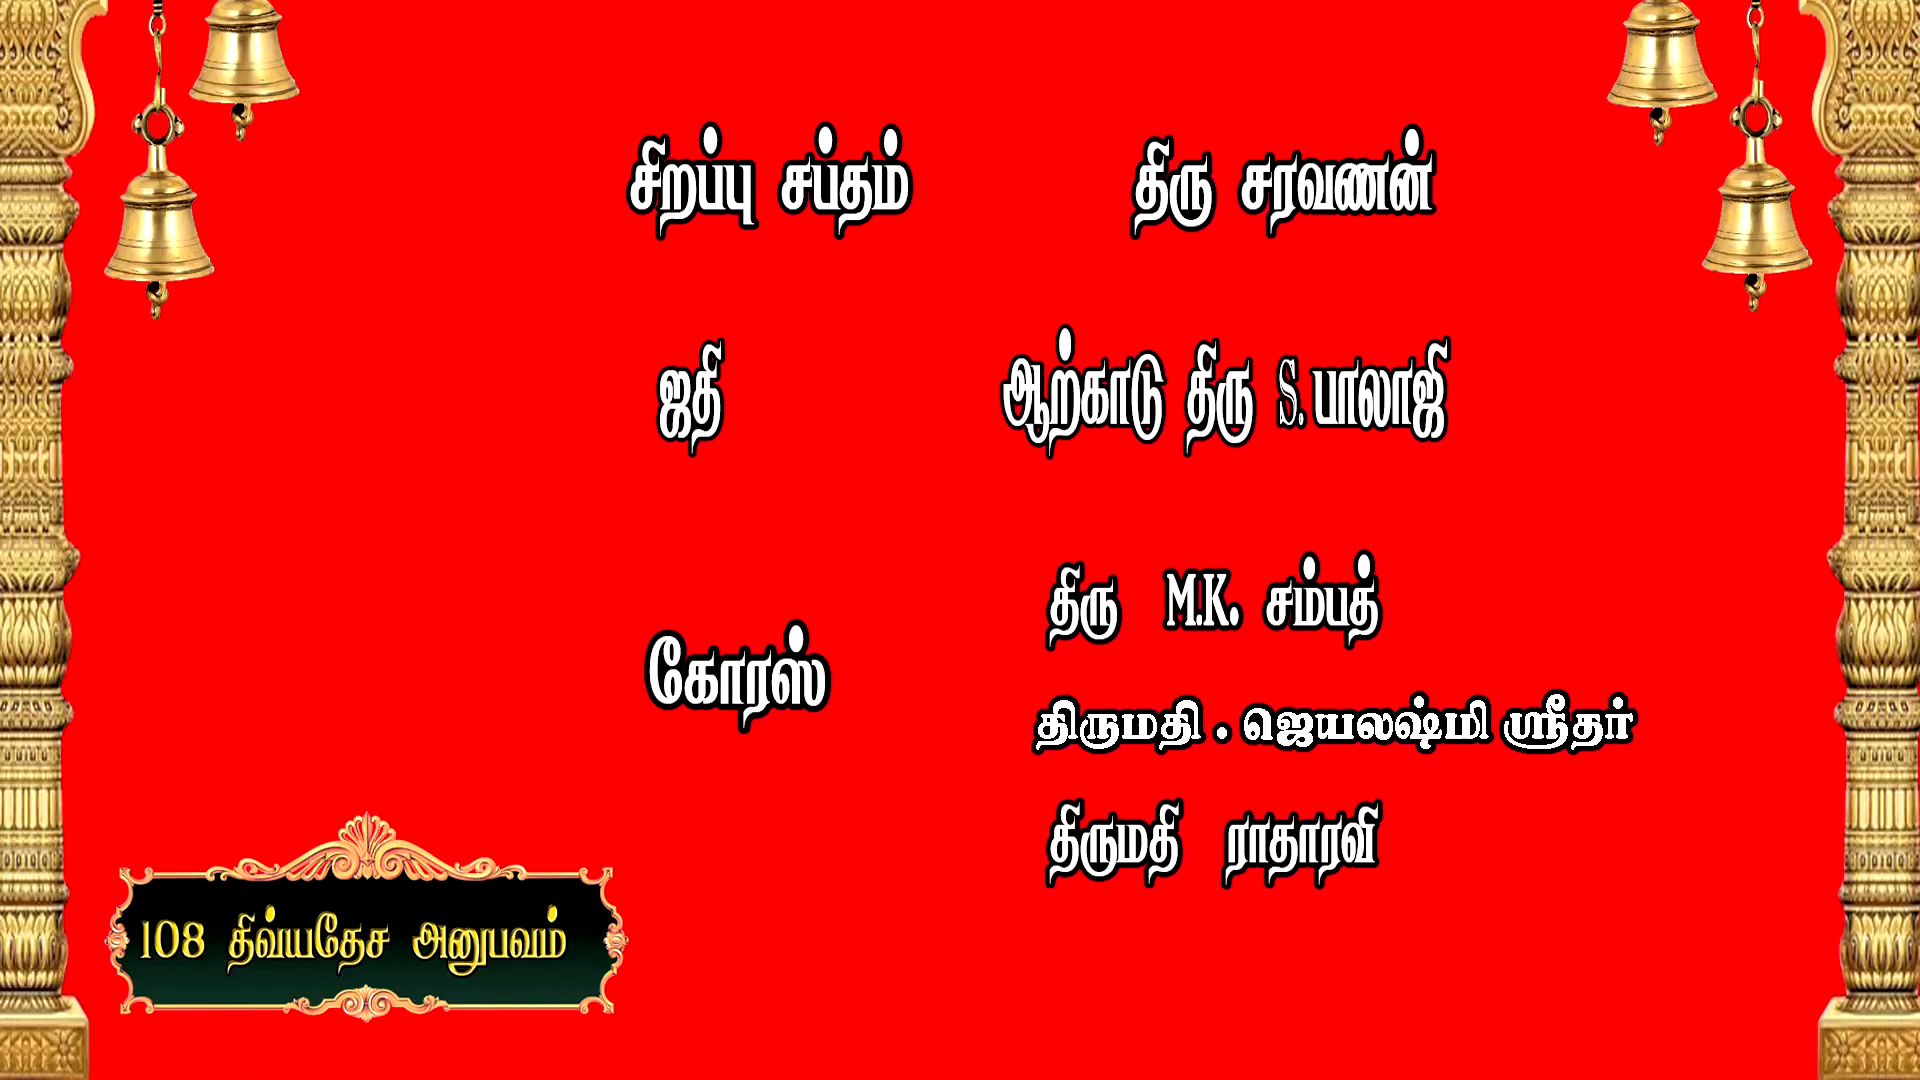 சிறப்பு சப்தம் திரு சரவணன்
ஜதி ஆற்காடு திரு S.பாலாஜி
திரு M.K. சம்பத்
கோரஸ்
திருமதி . ஜெயலஷ்மி ஸ்ரீதர்
திருமதி ராதாரவி
108 திவ்யதேச அனுபவம்